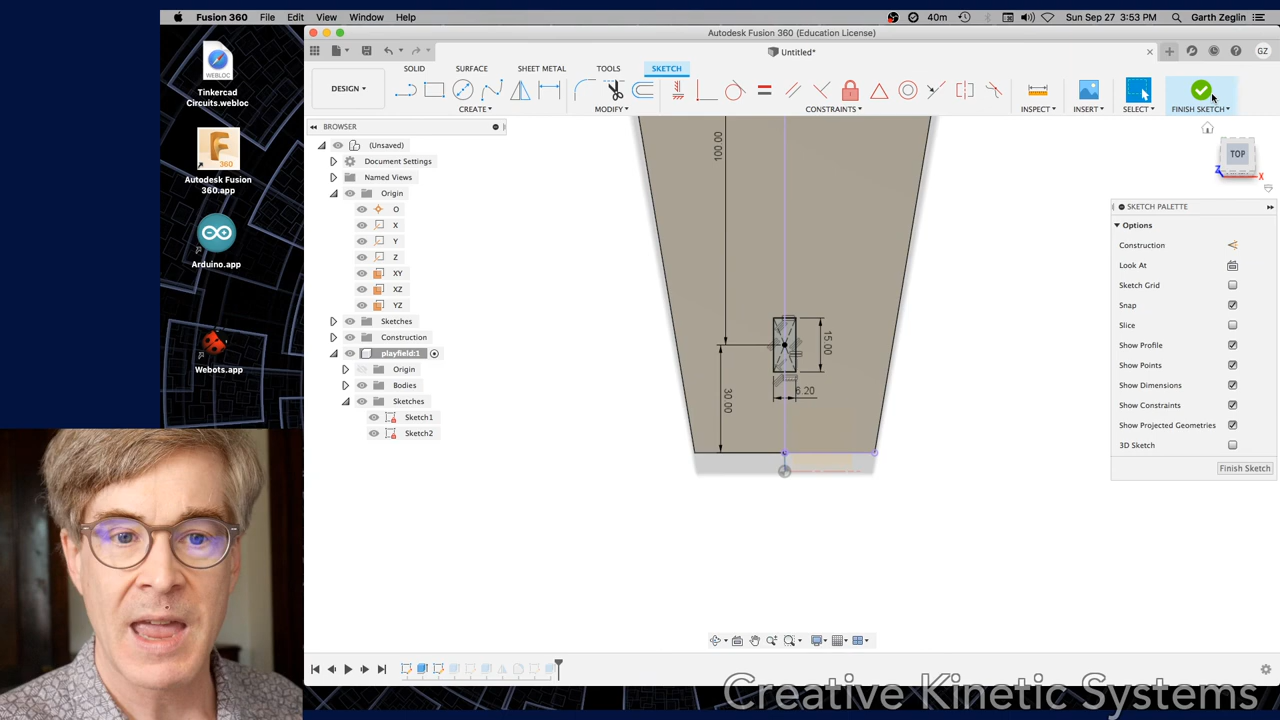 Fusion 360 File Edit View Window Help
40m Sun Sep 27 3:53 PM Garth Zeglin
Autodesk Fusion 360 (Education License)
Untitled*
GZ
SOLID SURFACE SHEET METAL TOOLS SKETCH
DESIGN
CREATE MODIFY CONSTRAINTS INSPECT INSERT SELECT FINISH SKETCH
WEBLOC
Tinkercad
Circuits.webloc
360
Autodesk Fusion
360.app
Arduino.app
Webots.app
BROWSER
(Unsaved)
Document Settings
Named Views
Origin
O
X
Y
Z
XY
XZ
YZ
Sketches
Construction
playfield:1
Origin
Bodies
Sketches
Sketch1
Sketch2
100.00
15.00
6.20
30.00
TOP
Z
X
SKETCH PALETTE
Options
Construction
Look At
Sketch Grid
Snap
Slice
Show Profile
Show Points
Show Dimensions
Show Constraints
Show Projected Geometries
3D Sketch
Finish Sketch
Creative Kinetic Systems